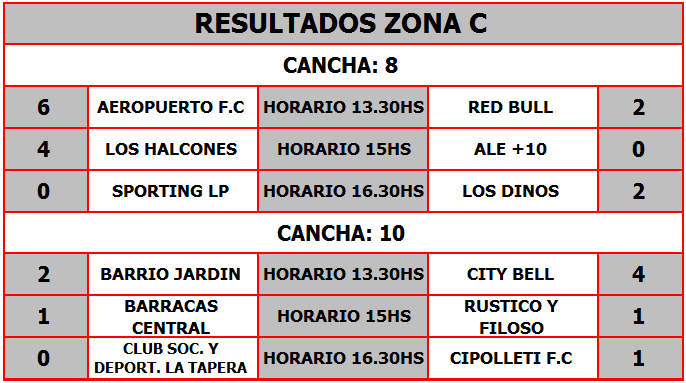 RESULTADOS ZONA C
CANCHA: 8
6 AEROPUERTO F.C HORARIO 13.30HS RED BULL 2
4 LOS HALCONES HORARIO 15HS ALE +10 0
0 SPORTING LP HORARIO 16.30HS LOS DINOS 2
CANCHA: 10
2 BARRIO JARDIN HORARIO 13.30HS CITY BELL 4
1 BARRACAS CENTRAL HORARIO 15HS RUSTICO Y FILOSO 1
0 CLUB SOC. Y DEPORT. LA TAPERA HORARIO 16.30HS CIPOLLETI F.C 1